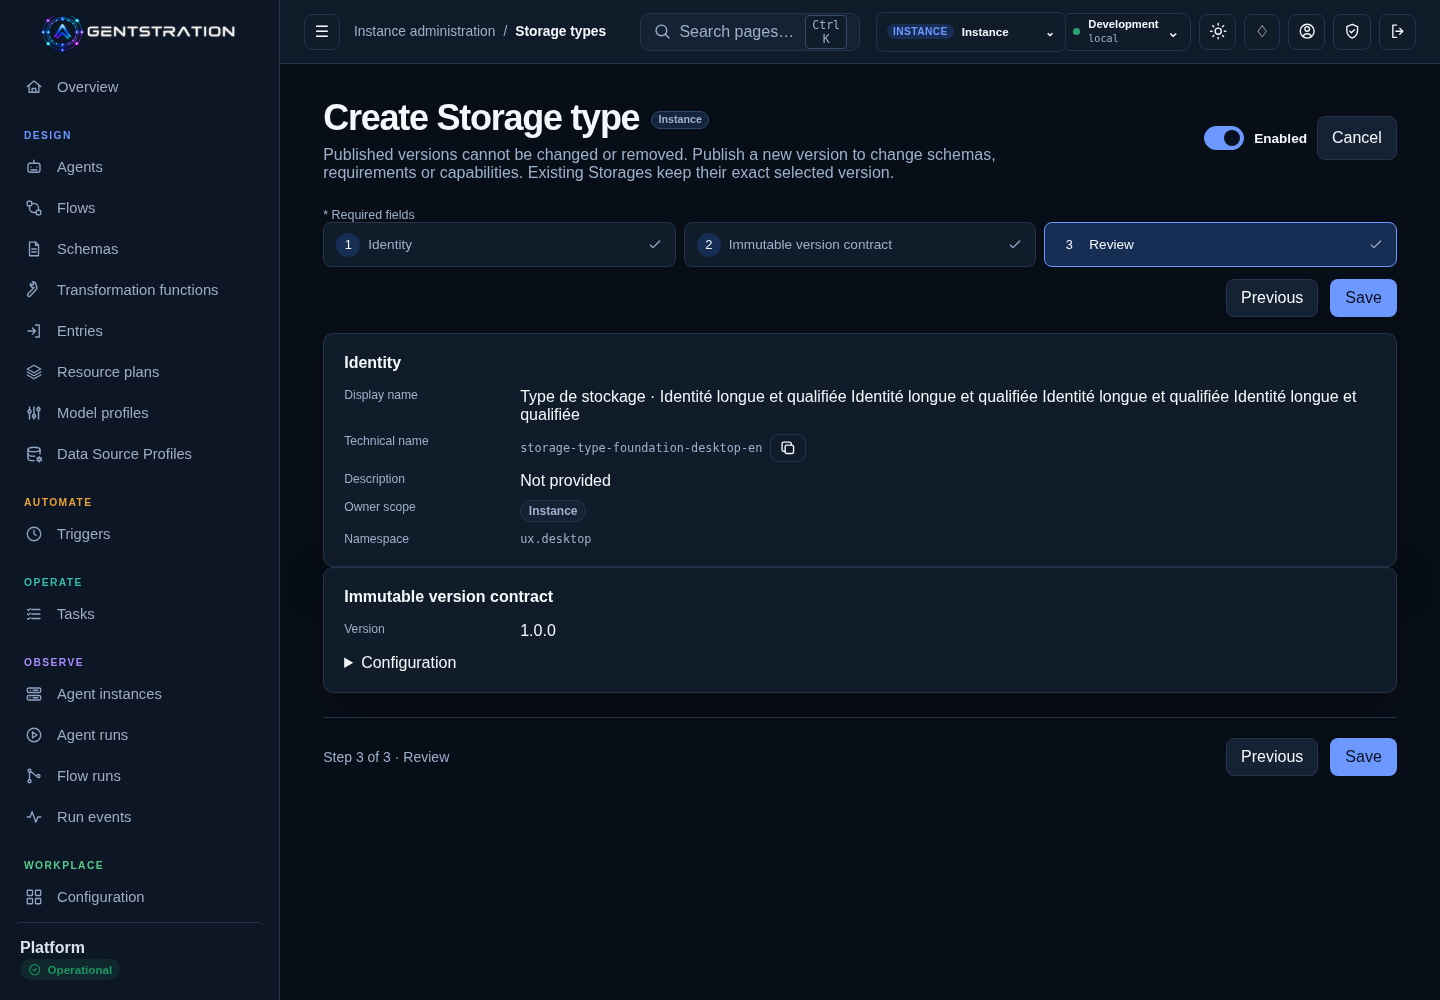 GENTSTRATION
Overview
DESIGN
Agents
Flows
Schemas
Transformation functions
Entries
Resource plans
Model profiles
Data Source Profiles
AUTOMATE
Triggers
OPERATE
Tasks
OBSERVE
Agent instances
Agent runs
Flow runs
Run events
WORKPLACE
Configuration
Platform
Operational
Instance administration / Storage types
Search pages…
Ctrl
K
INSTANCE Instance
Development
local
Create Storage type Instance
Published versions cannot be changed or removed. Publish a new version to change schemas,
requirements or capabilities. Existing Storages keep their exact selected version.
Enabled
Cancel
* Required fields
1 Identity
2 Immutable version contract
3 Review
Previous Save
Identity
Display name Type de stockage · Identité longue et qualifiée Identité longue et qualifiée Identité longue et qualifiée Identité longue et
qualifiée
Technical name storage-type-foundation-desktop-en
Description Not provided
Owner scope Instance
Namespace ux.desktop
Immutable version contract
Version 1.0.0
Configuration
Step 3 of 3 · Review
Previous Save